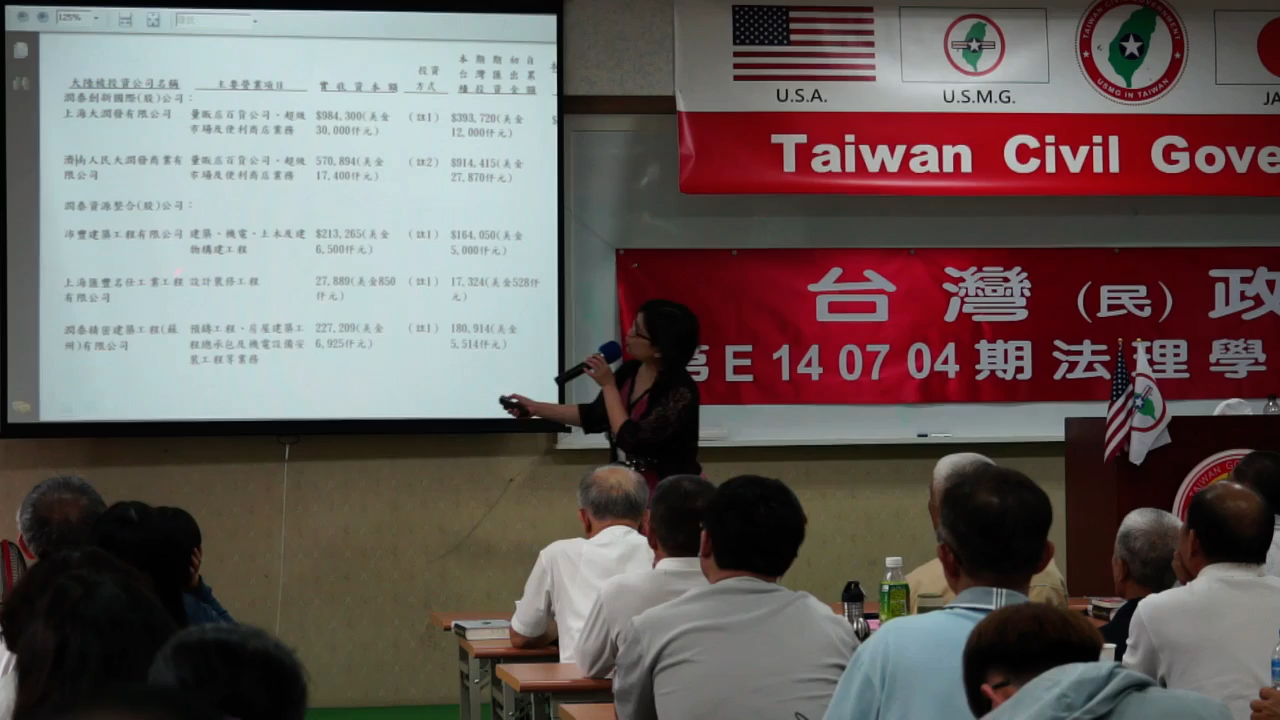 125%
本期期初自
投資 台灣匯出累
大陸被投資公司名稱 主要營業項目 實收資本額 方式 積投資金額
潤泰創新國際(股)公司：
上海大潤發有限公司 量販店百貨公司、超級 $984,300(美金 (註1) $393,720(美金
市場及便利商店業務 30,000仟元) 12,000仟元)
濟南人民大潤發商業有 量販店百貨公司、超級 570,894(美金 (註2) $914,415(美金
限公司 市場及便利商店業務 17,400仟元) 27,870仟元)
潤泰資源整合(股)公司：
沛豐建築工程有限公司 建築、機電、土木及建 $213,265(美金 (註1) $164,050(美金
物構建工程 6,500仟元) 5,000仟元)
上海匯豐名仕工業工程 設計裝修工程 27,889(美金850 (註1) 17,324(美金528仟
有限公司 仟元) 元)
潤泰精密建築工程(蘇 預鑄工程、房屋建築工 227,209(美金 (註1) 180,914(美金
州)有限公司 程總承包及機電設備安 6,925仟元) 5,514仟元)
裝工程等業務
U.S.A.
U.S.M.G.
TAIWAN CIVIL GOVERNMENT
USMG IN TAIWAN
JA
Taiwan Civil Gove
台灣(民)政
第E 14 07 04期法理學